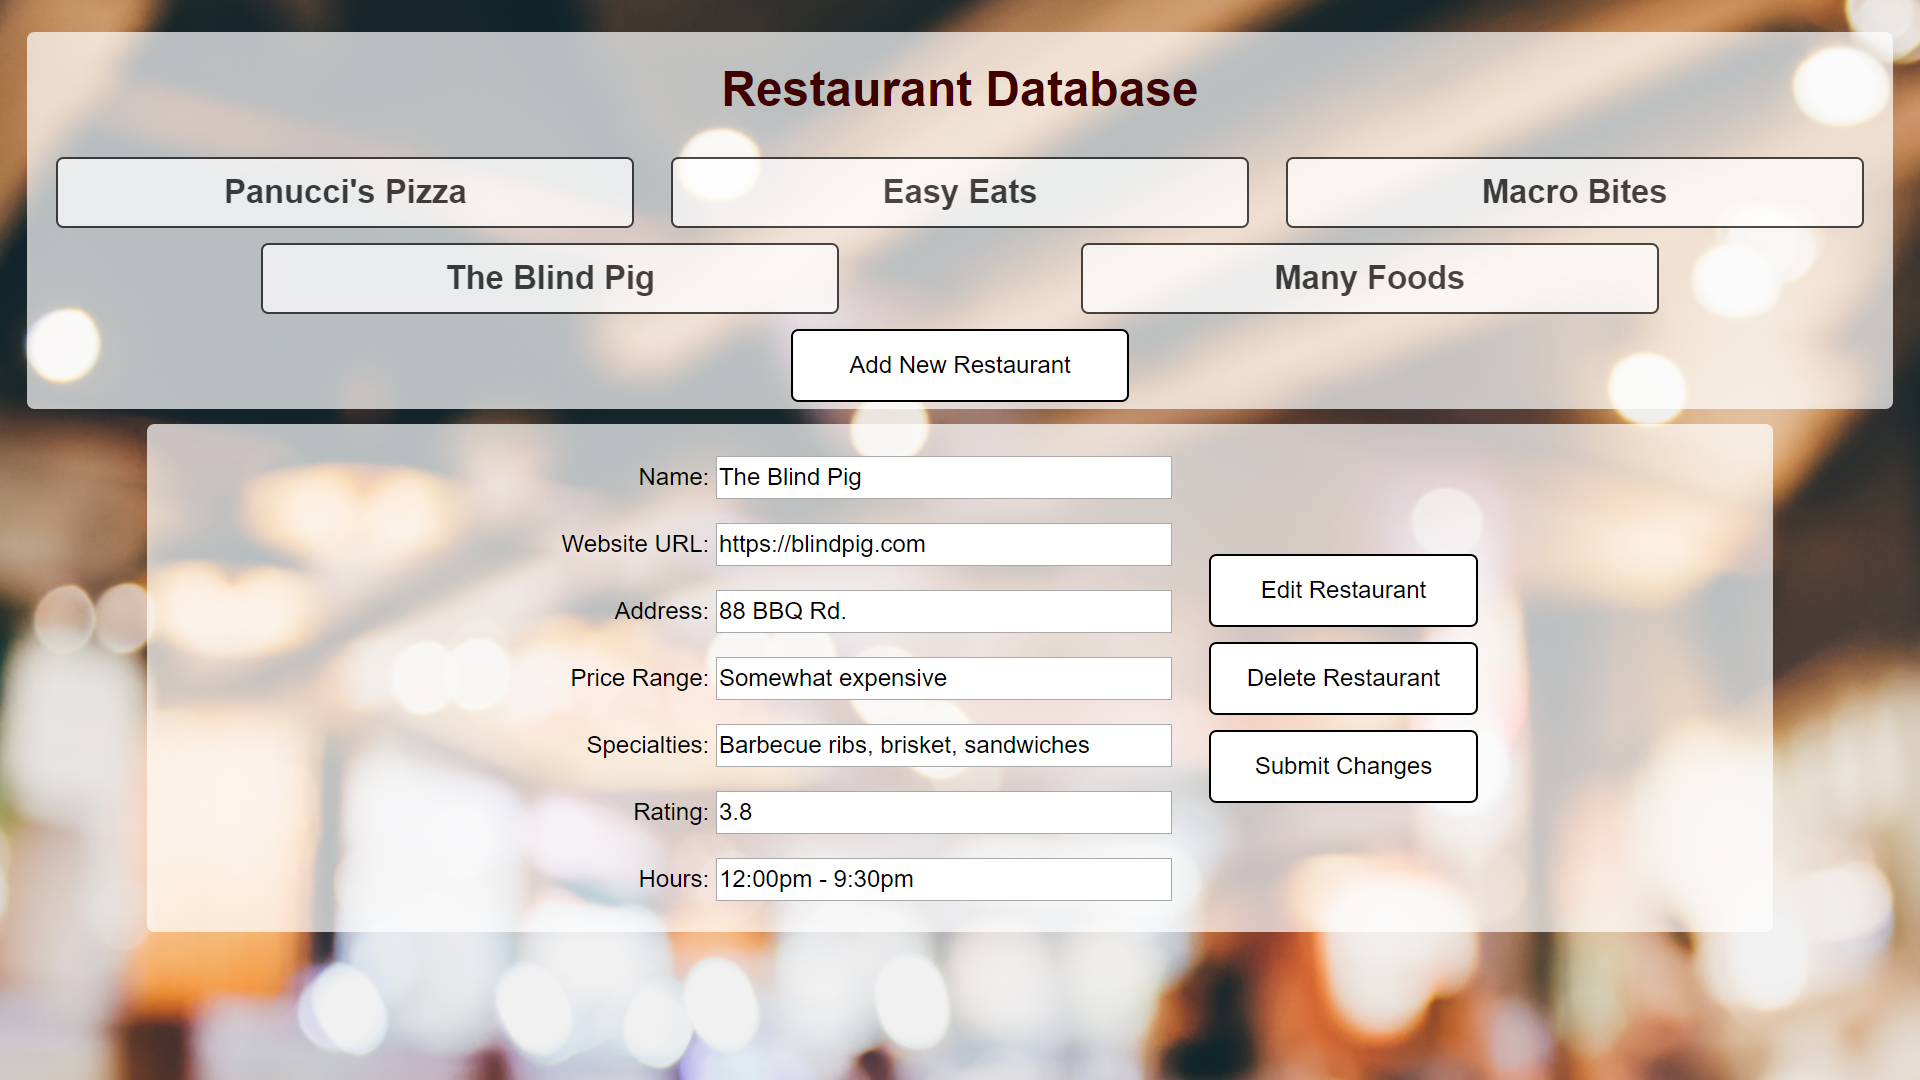 Restaurant Database
Panucci's Pizza
Easy Eats
Macro Bites
The Blind Pig
Many Foods
Add New Restaurant
Name: The Blind Pig
Website URL: https://blindpig.com
Address: 88 BBQ Rd.
Price Range: Somewhat expensive
Specialties: Barbecue ribs, brisket, sandwiches
Rating: 3.8
Hours: 12:00pm - 9:30pm
Edit Restaurant
Delete Restaurant
Submit Changes